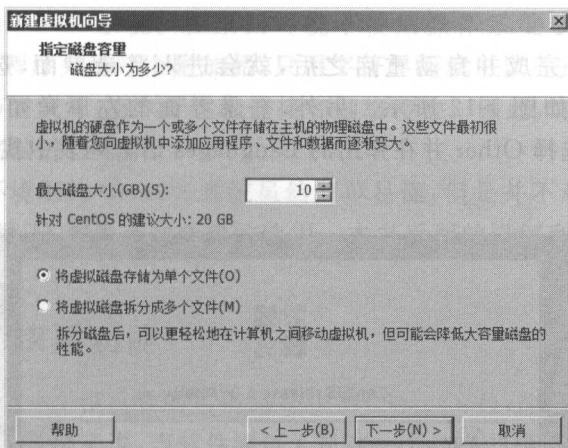 新建虚拟机向导
指定磁盘容量
磁盘大小为多少?
虚拟机的硬盘作为一个或多个文件存储在主机的物理磁盘中。这些文件最初很
小，随着您向虚拟机中添加应用程序、文件和数据而逐渐变大。
最大磁盘大小(GB)(S): 10
针对 CentOS 的建议大小: 20 GB
将虚拟磁盘存储为单个文件(O)
将虚拟磁盘拆分成多个文件(M)
拆分磁盘后，可以更轻松地在计算机之间移动虚拟机，但可能会降低大容量磁盘的
性能。
帮助 < 上一步(B) 下一步(N) > 取消